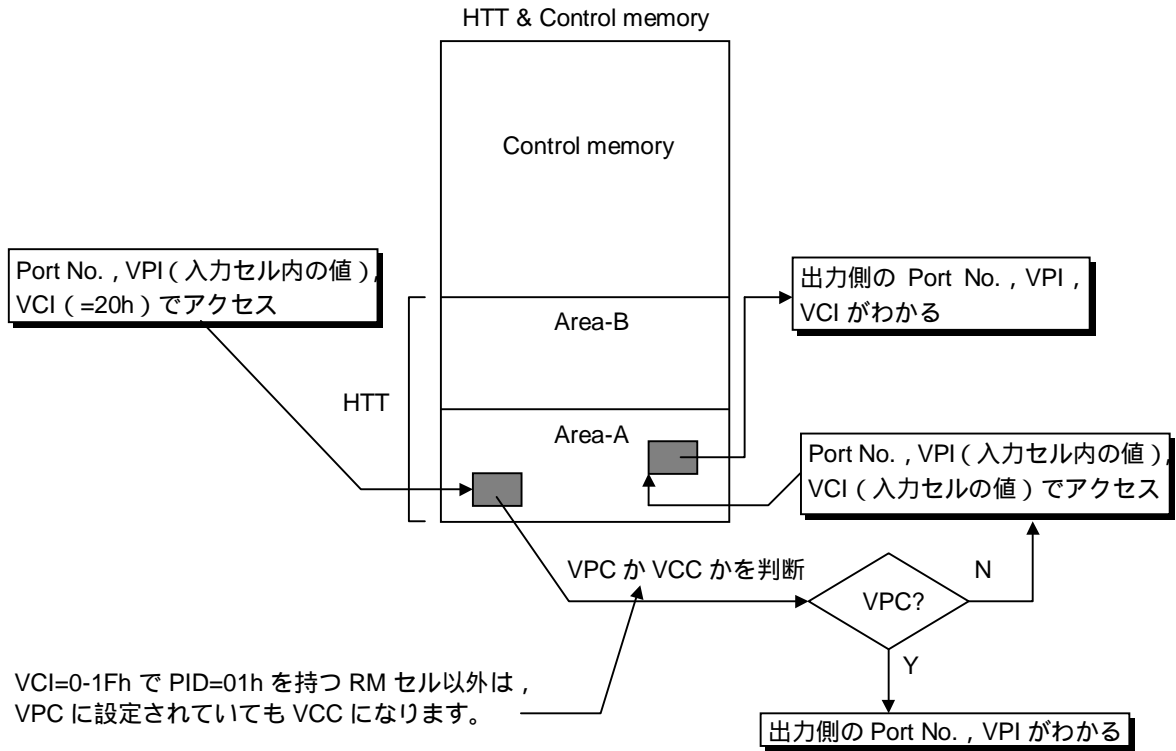 HTT & Control memory
Control memory
Port No. , VPI（入力セル内の値）,
VCI（=20h）でアクセス
出力側の Port No. , VPI ,
VCI がわかる
Area-B
HTT
Area-A
Port No. , VPI（入力セル内の値）,
VCI（入力セルの値）でアクセス
VPC か VCC かを判断
N
VPC?
Y
VCI=0-1Fh で PID=01h を持つ RM セル以外は ,
VPC に設定されていても VCC になります。
出力側の Port No. , VPI がわかる